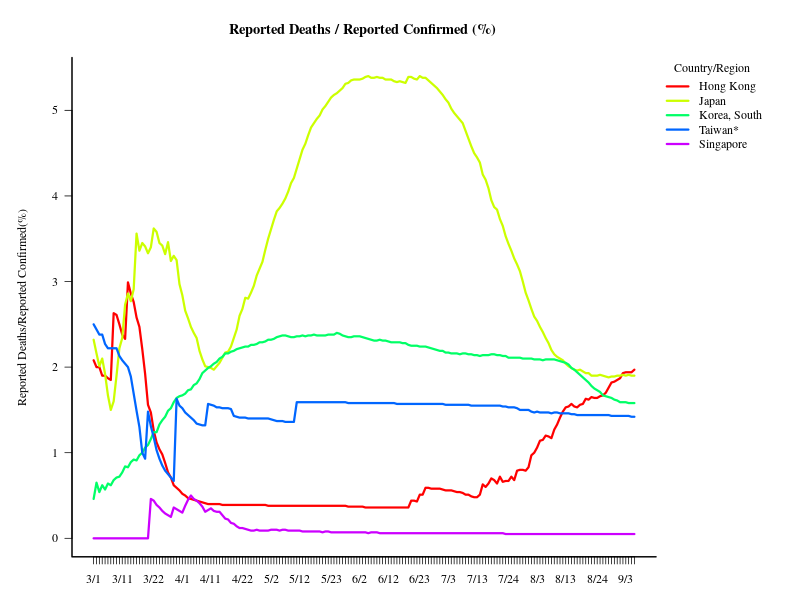 Reported Deaths / Reported Confirmed (%)
Country/Region
Hong Kong
Japan
Korea, South
Taiwan*
Singapore
Reported Deaths/Reported Confirmed(%)
5
4
3
2
1
0
3/1 3/11 3/22 4/1 4/11 4/22 5/2 5/12 5/23 6/2 6/12 6/23 7/3 7/13 7/24 8/3 8/13 8/24 9/3